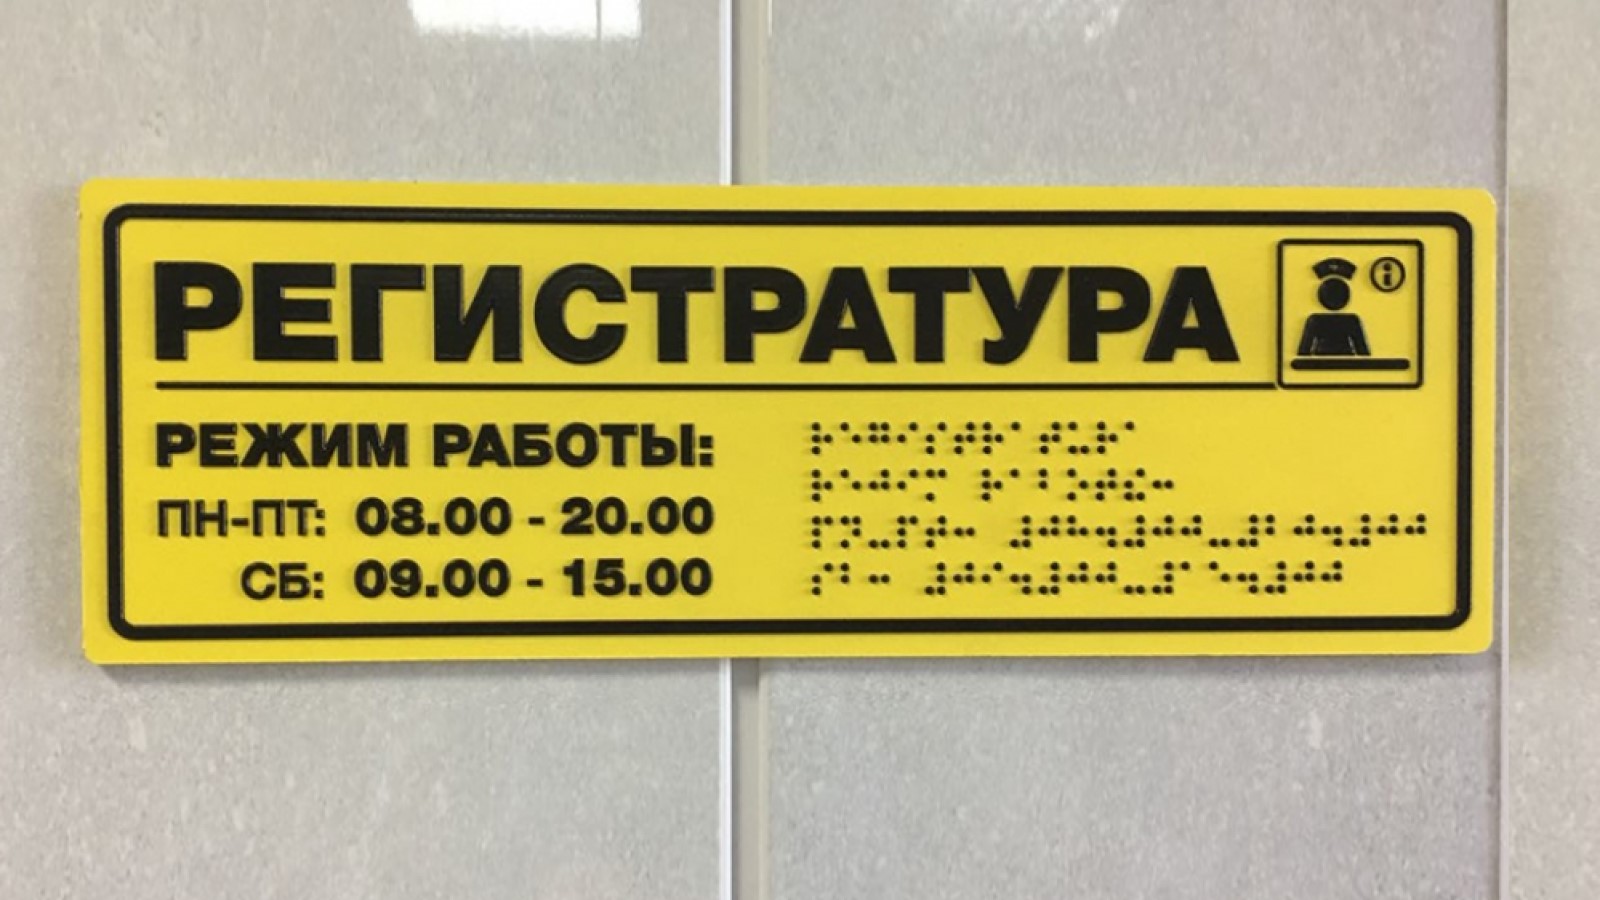 РЕГИСТРАТУРА
РЕЖИМ РАБОТЫ:
ПН-ПТ: 08.00 - 20.00
СБ: 09.00 - 15.00